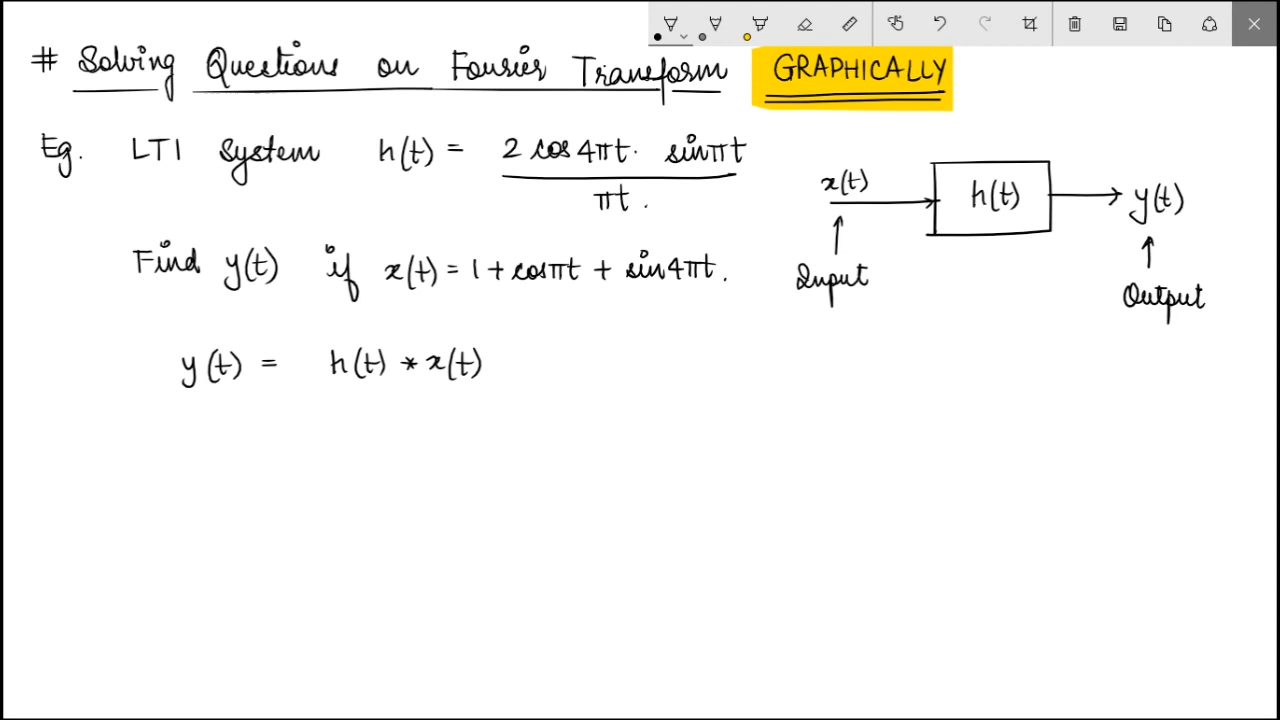 # Solving Questions on Fourier Transform GRAPHICALLY
Eg. LTI system h(t) = 2 cos 4πt · sin πt
πt .
x(t)
h(t)
y(t)
Find y(t) if x(t) = 1 + cos πt + sin 4πt .
Input
Output
y(t) = h(t) * x(t)